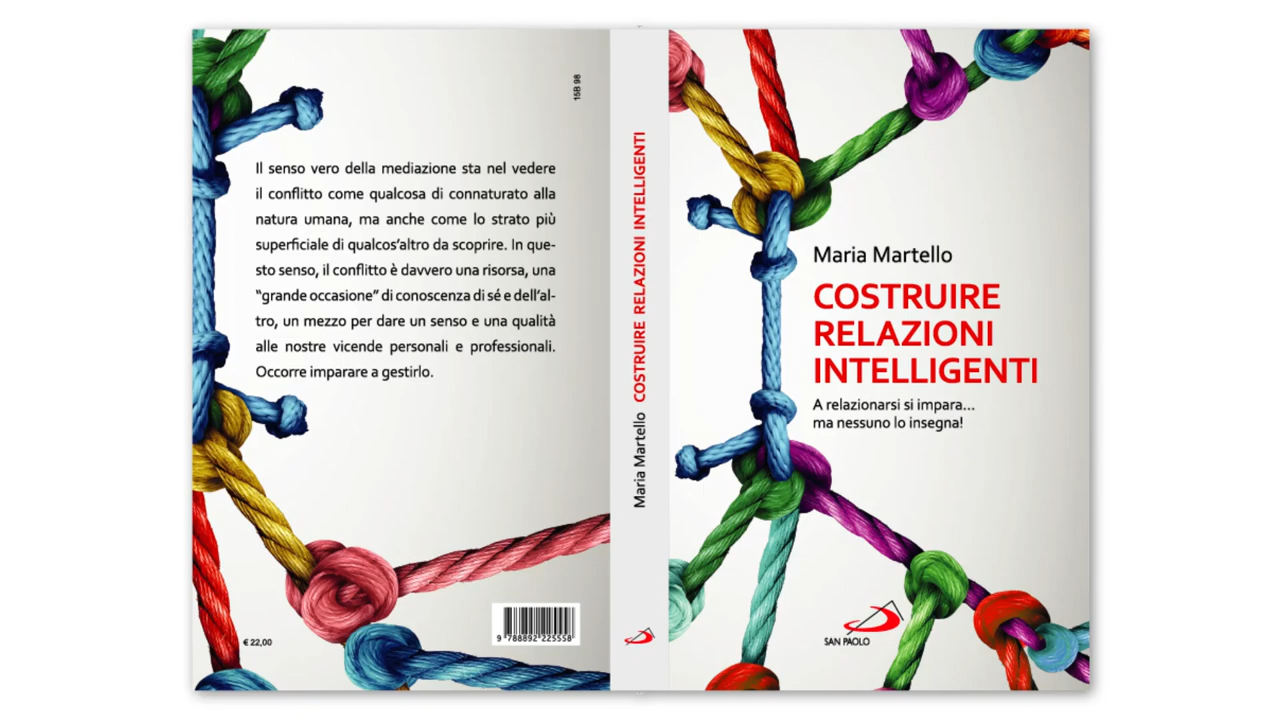 15B 98
Il senso vero della mediazione sta nel vedere
il conflitto come qualcosa di connaturato alla
natura umana, ma anche come lo strato più
superficiale di qualcos’altro da scoprire. In que-
sto senso, il conflitto è davvero una risorsa, una
“grande occasione” di conoscenza di sé e dell’al-
tro, un mezzo per dare un senso e una qualità
alle nostre vicende personali e professionali.
Occorre imparare a gestirlo.
€ 22,00
9 788892 225558
Maria Martello COSTRUIRE RELAZIONI INTELLIGENTI
Maria Martello
COSTRUIRE
RELAZIONI
INTELLIGENTI
A relazionarsi si impara...
ma nessuno lo insegna!
SAN PAOLO